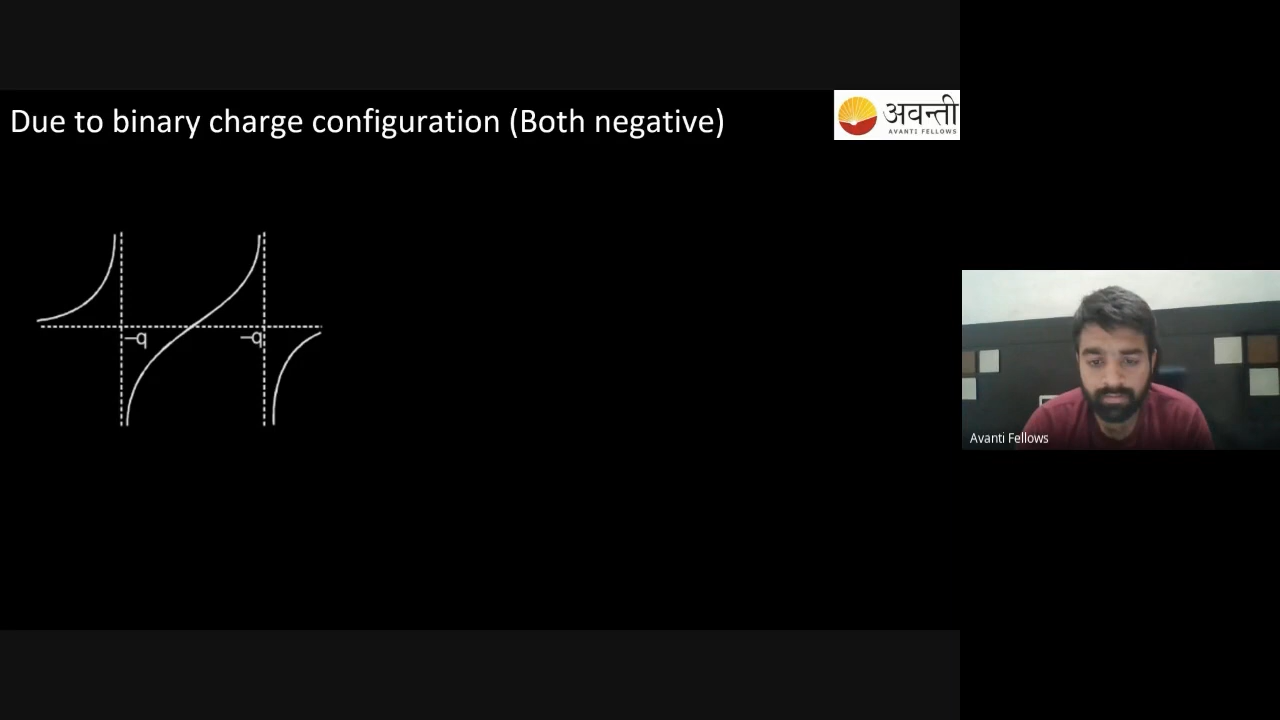 Due to binary charge configuration (Both negative)
अवन्ती
AVANTI FELLOWS
-q
-q
Avanti Fellows